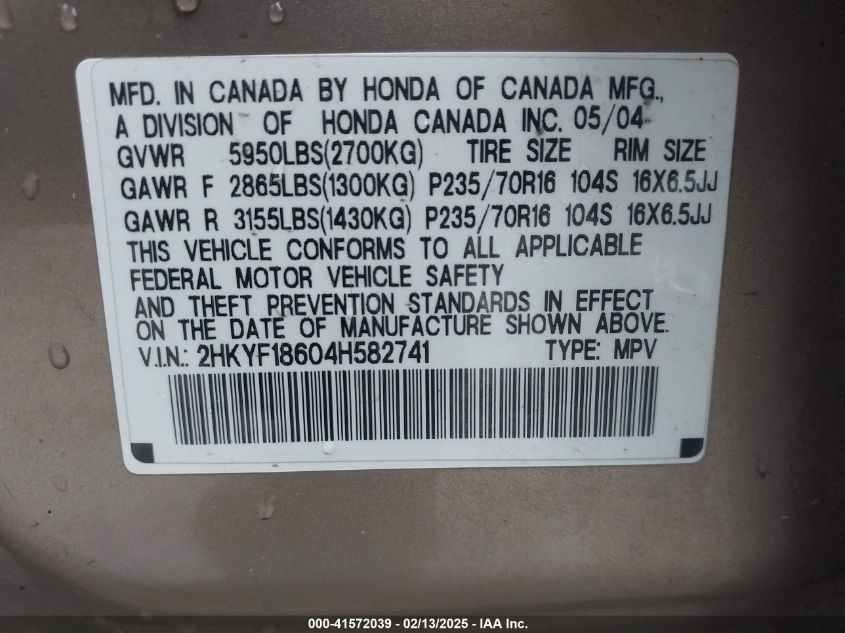 MFD. IN CANADA BY HONDA OF CANADA MFG.,
A DIVISION OF HONDA CANADA INC. 05/04
GVWR 5950LBS(2700KG) TIRE SIZE RIM SIZE
GAWR F 2865LBS(1300KG) P235/70R16 104S 16X6.5JJ
GAWR R 3155LBS(1430KG) P235/70R16 104S 16X6.5JJ
THIS VEHICLE CONFORMS TO ALL APPLICABLE
FEDERAL MOTOR VEHICLE SAFETY
AND THEFT PREVENTION STANDARDS IN EFFECT
ON THE DATE OF MANUFACTURE SHOWN ABOVE.
V.I.N.: 2HKYF18604H582741 TYPE: MPV
000-41572039 - 02/13/2025 - IAA Inc.